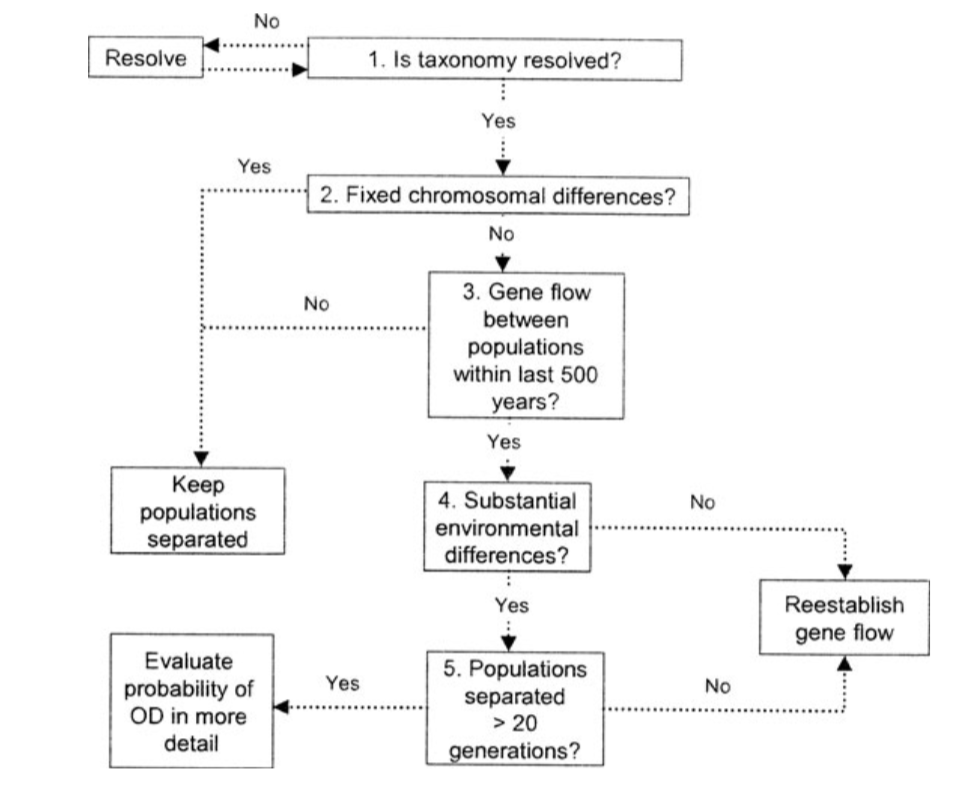 No
Resolve
1. Is taxonomy resolved?
Yes
Yes
2. Fixed chromosomal differences?
No
3. Gene flow
between
populations
within last 500
years?
No
Yes
Keep
populations
separated
4. Substantial
environmental
differences?
No
Yes
Reestablish
gene flow
Evaluate
probability of
OD in more
detail
Yes
5. Populations
separated
> 20
generations?
No